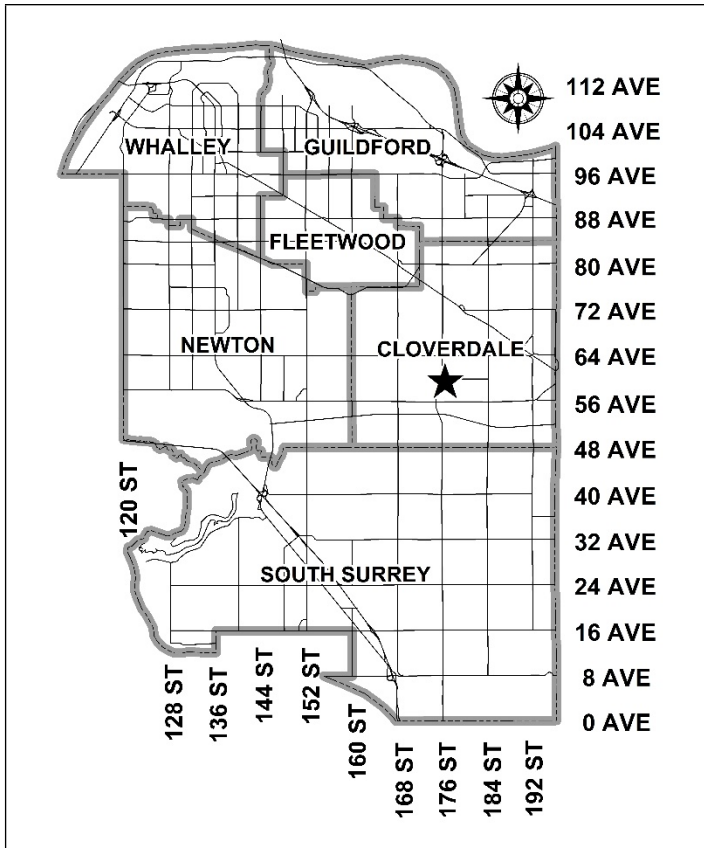 112 AVE
104 AVE
WHALLEY
GUILDFORD
96 AVE
88 AVE
FLEETWOOD
80 AVE
72 AVE
NEWTON
CLOVERDALE
64 AVE
56 AVE
48 AVE
120 ST
40 AVE
32 AVE
SOUTH SURREY
24 AVE
16 AVE
8 AVE
0 AVE
128 ST
136 ST
144 ST
152 ST
160 ST
168 ST
176 ST
184 ST
192 ST